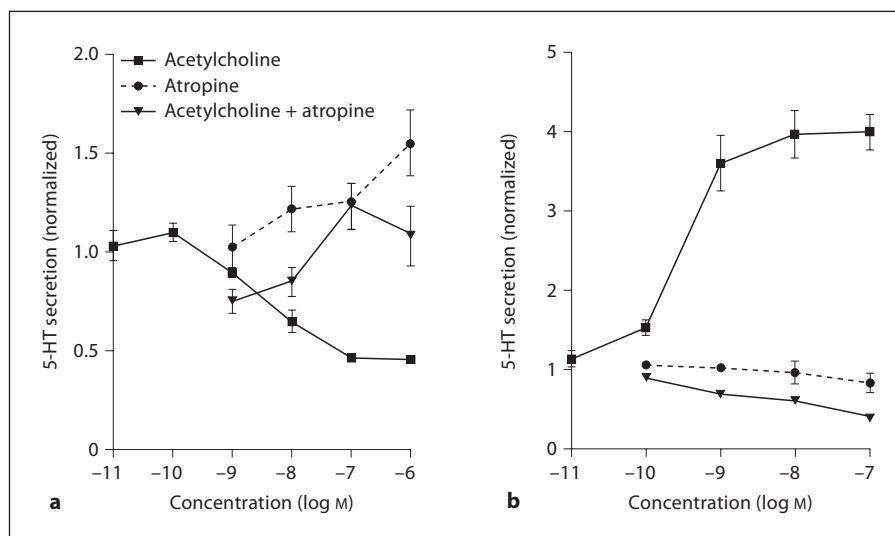 Acetylcholine
Atropine
Acetylcholine + atropine
5-HT secretion (normalized)
2.0
1.5
1.0
0.5
0
–11 –10 –9 –8 –7 –6
a Concentration (log M)
5-HT secretion (normalized)
5
4
3
2
1
0
–11 –10 –9 –8 –7
b Concentration (log M)